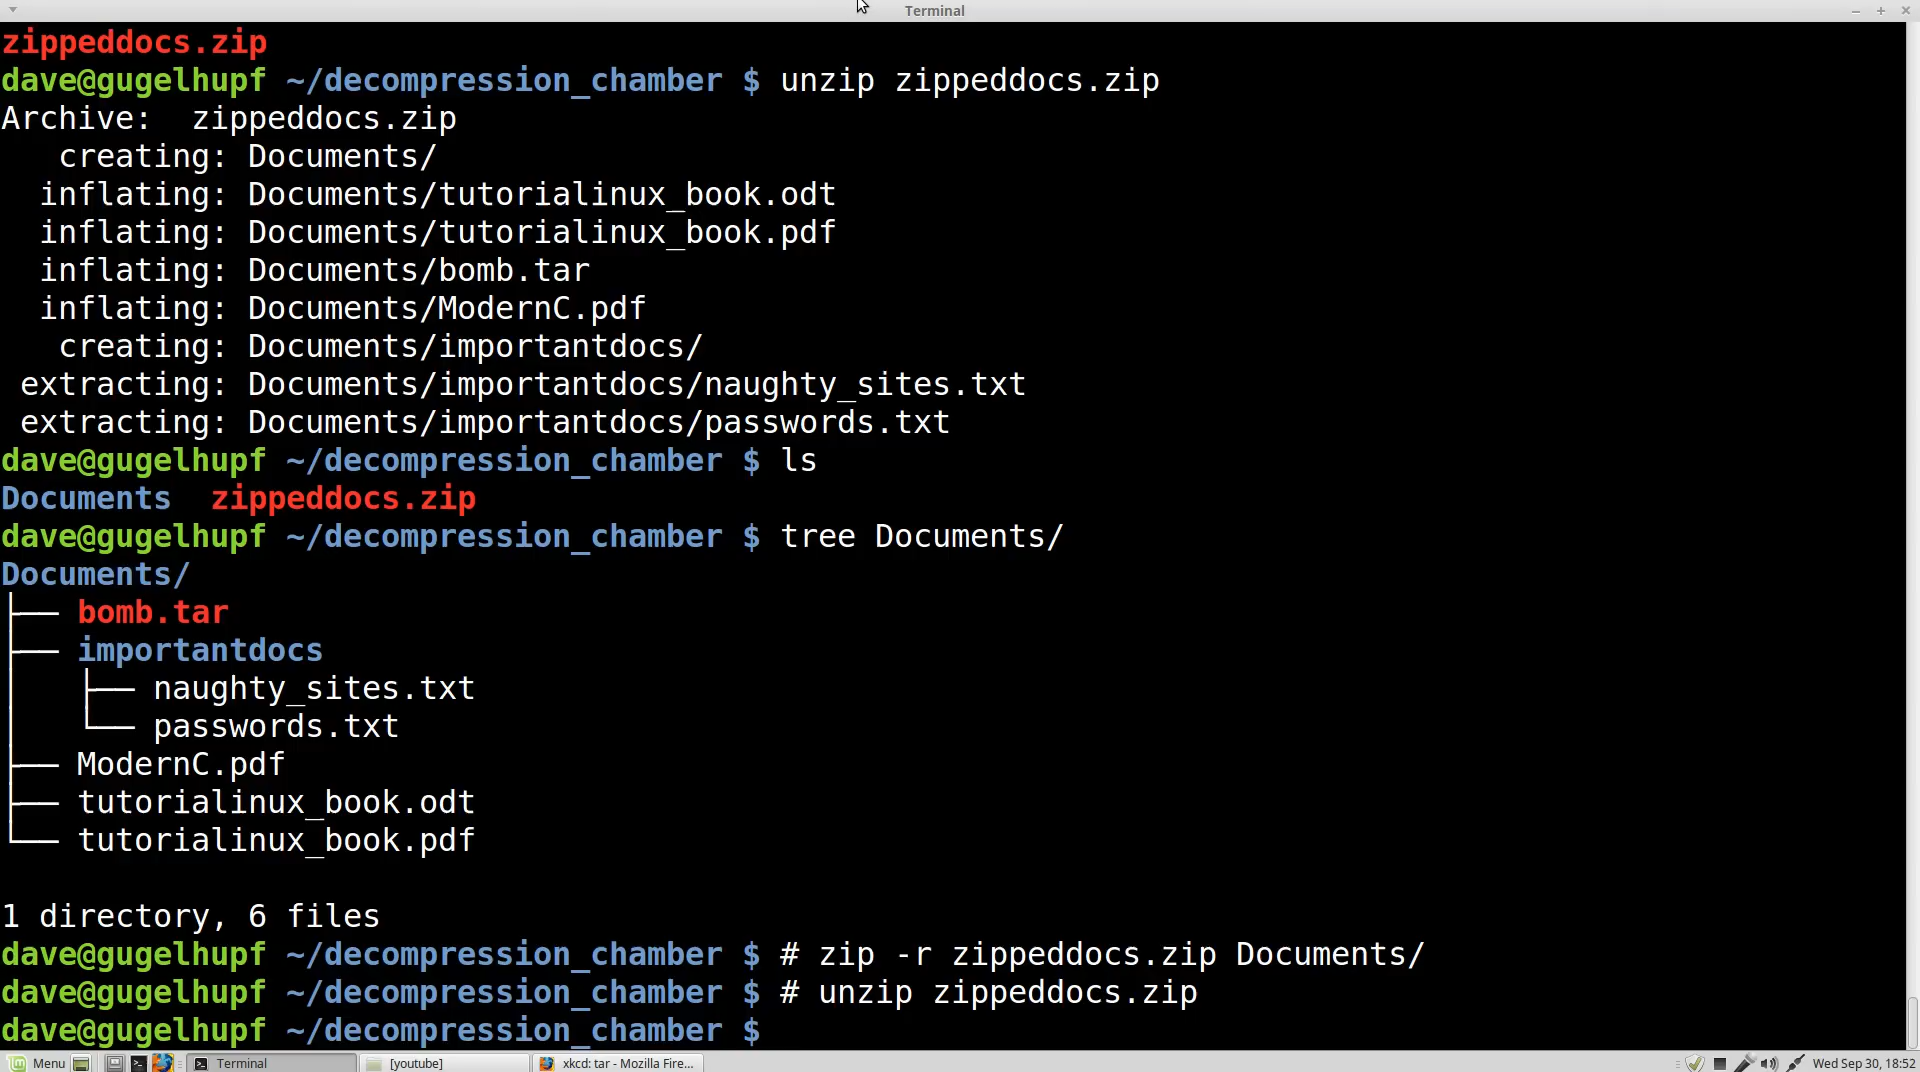 Terminal
zippeddocs.zip
dave@gugelhupf ~/decompression_chamber $ unzip zippeddocs.zip
Archive:  zippeddocs.zip
   creating: Documents/
  inflating: Documents/tutorialinux_book.odt
  inflating: Documents/tutorialinux_book.pdf
  inflating: Documents/bomb.tar
  inflating: Documents/ModernC.pdf
   creating: Documents/importantdocs/
 extracting: Documents/importantdocs/naughty_sites.txt
 extracting: Documents/importantdocs/passwords.txt
dave@gugelhupf ~/decompression_chamber $ ls
Documents  zippeddocs.zip
dave@gugelhupf ~/decompression_chamber $ tree Documents/
Documents/
├── bomb.tar
├── importantdocs
│   ├── naughty_sites.txt
│   └── passwords.txt
├── ModernC.pdf
├── tutorialinux_book.odt
└── tutorialinux_book.pdf
1 directory, 6 files
dave@gugelhupf ~/decompression_chamber $ # zip -r zippeddocs.zip Documents/
dave@gugelhupf ~/decompression_chamber $ # unzip zippeddocs.zip
dave@gugelhupf ~/decompression_chamber $
Menu Terminal [youtube] xkcd: tar - Mozilla Fire... Wed Sep 30, 18:52